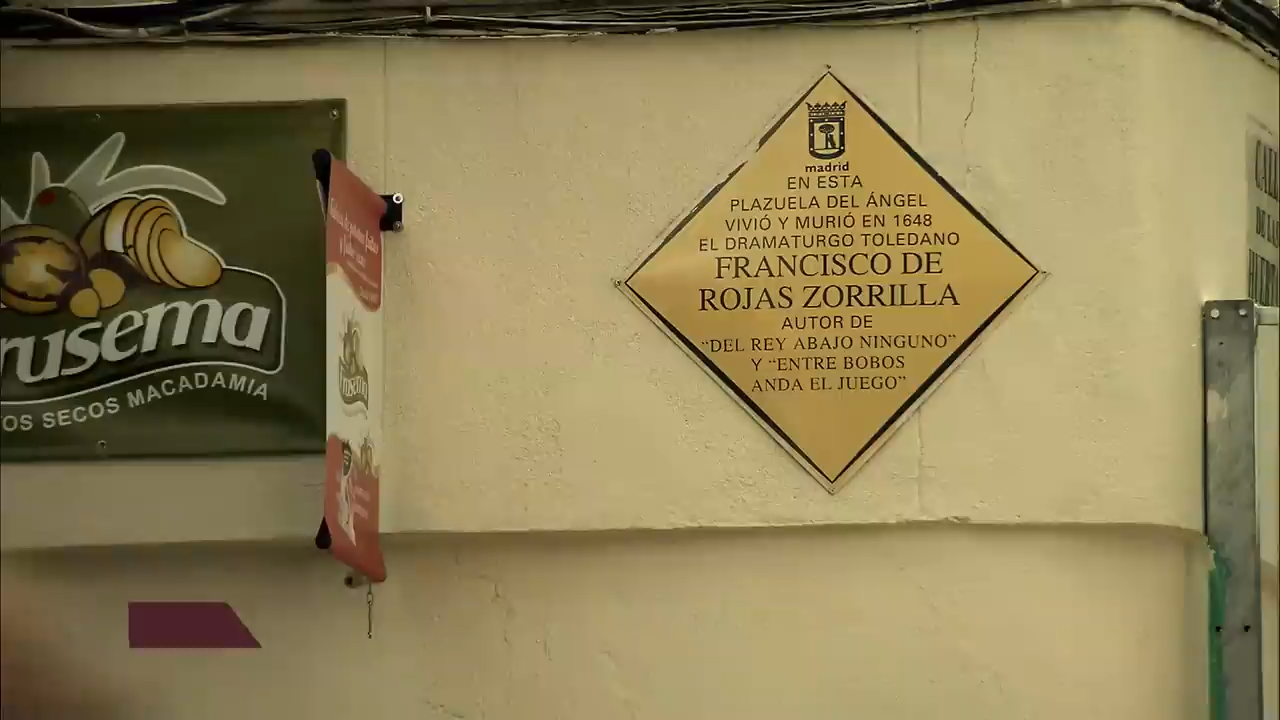 rusema
OS SECOS MACADAMIA
madrid
EN ESTA
PLAZUELA DEL ÁNGEL
VIVIÓ Y MURIÓ EN 1648
EL DRAMATURGO TOLEDANO
FRANCISCO DE
ROJAS ZORRILLA
AUTOR DE
“DEL REY ABAJO NINGUNO”
Y “ENTRE BOBOS
ANDA EL JUEGO”